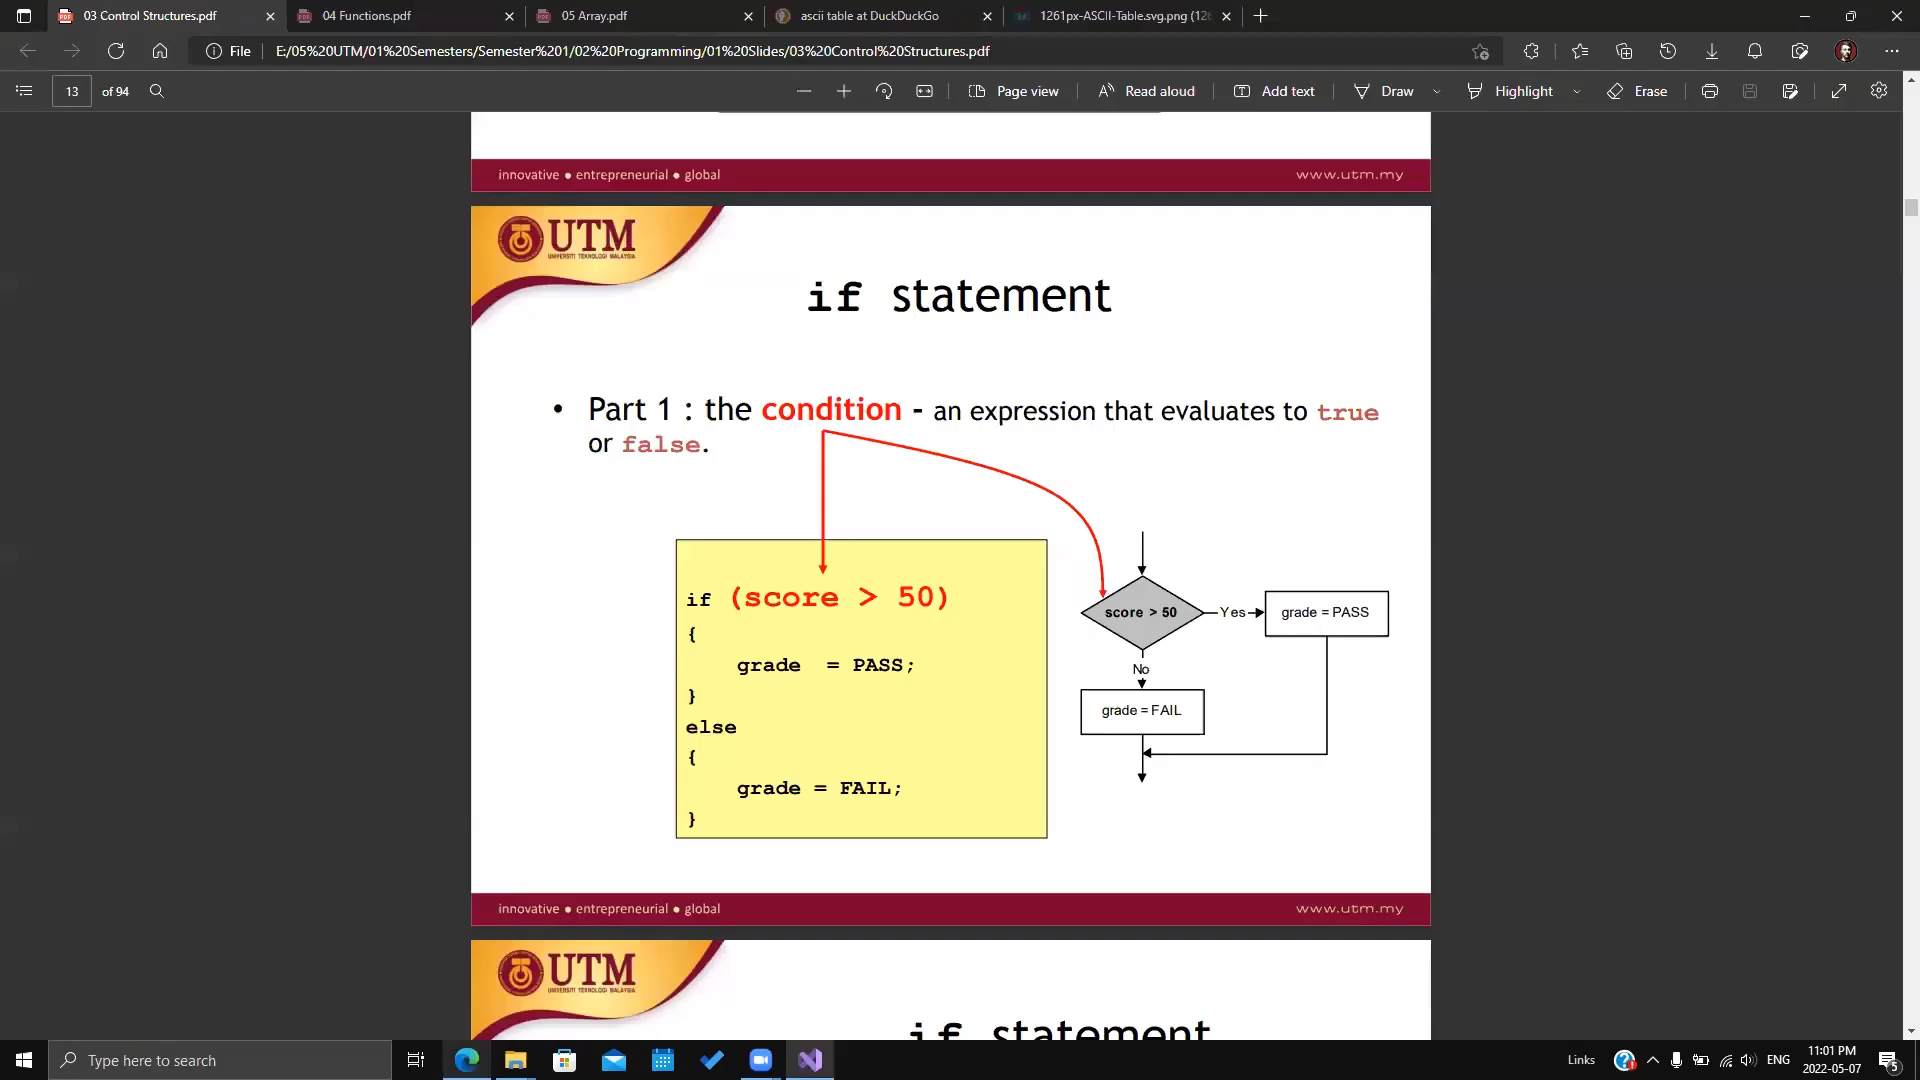 03 Control Structures.pdf
04 Functions.pdf
05 Array.pdf
ascii table at DuckDuckGo
1261px-ASCII-Table.svg.png (126
File
E:/05%20UTM/01%20Semesters/Semester%201/02%20Programming/01%20Slides/03%20Control%20Structures.pdf
13 of 94
Page view
Read aloud
Add text
Draw
Highlight
Erase
innovative ● entrepreneurial ● global
www.utm.my
UTM
UNIVERSITI TEKNOLOGI MALAYSIA
if statement
• Part 1 : the condition - an expression that evaluates to true
or false.
if (score > 50)
{
grade = PASS;
}
else
{
grade = FAIL;
}
score > 50
Yes
grade = PASS
No
grade = FAIL
innovative ● entrepreneurial ● global
www.utm.my
UTM
UNIVERSITI TEKNOLOGI MALAYSIA
if statement
Type here to search
Links
ENG
11:01 PM
2022-05-07
5